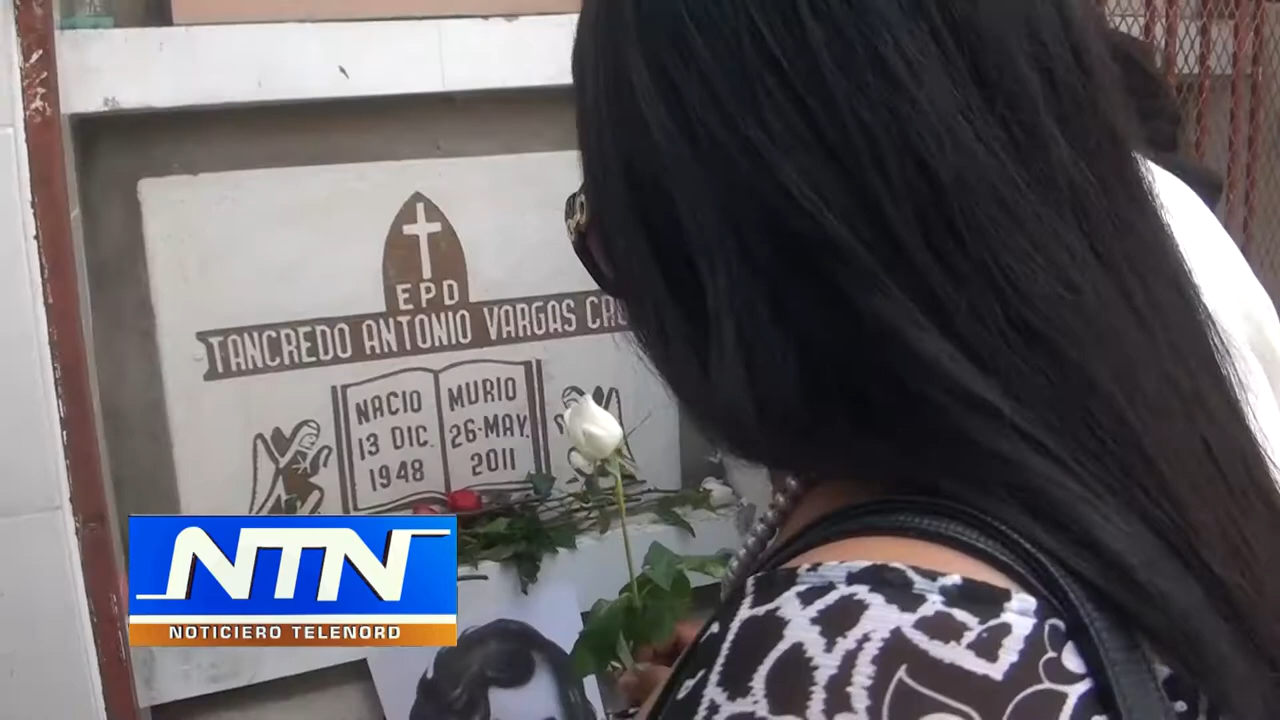 EPD
TANCREDO ANTONIO VARGAS
NACIO
13 DIC.
1948
MURIO
26-MAY.
2011
NTN
NOTICIERO TELENORD